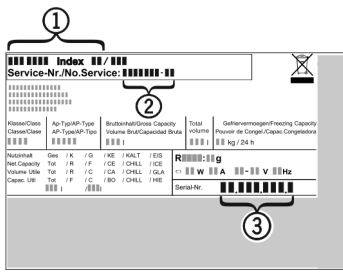 1
Index /
Service-Nr./No.Service: -
2
Klasse/Class Ap-Typ/AP-Type Bruttoinhalt/Gross Capacity Total Gefriervermoegen/Freezing Capacity
Classe/Clase AP-Type/AP-Tipo Volume Brut/Capacidad Bruta volume Pouvoir de Congel./Capac.Congeladora
l l kg / 24 h
Nutzinhalt Ges / K / G / KE / KALT / EIS
Net.Capacity Tot / R / F / CE / CHILL / ICE
Volume Utile Tot / F / C / CA / CHILL / GLA
Capac. Util Tot / R / C / BO / CHILL / HIE
l / l
R : g
W A - V Hz
Serial-Nr. . . .
3